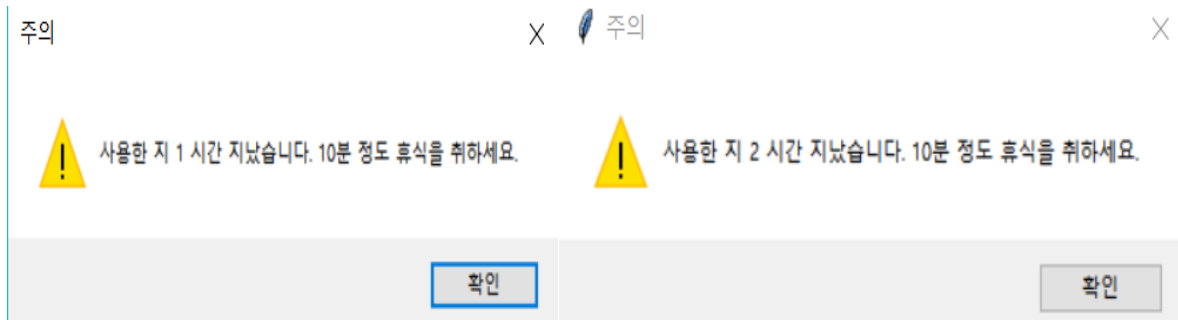 주의 X
사용한 지 1 시간 지났습니다. 10분 정도 휴식을 취하세요.
확인
주의 X
사용한 지 2 시간 지났습니다. 10분 정도 휴식을 취하세요.
확인